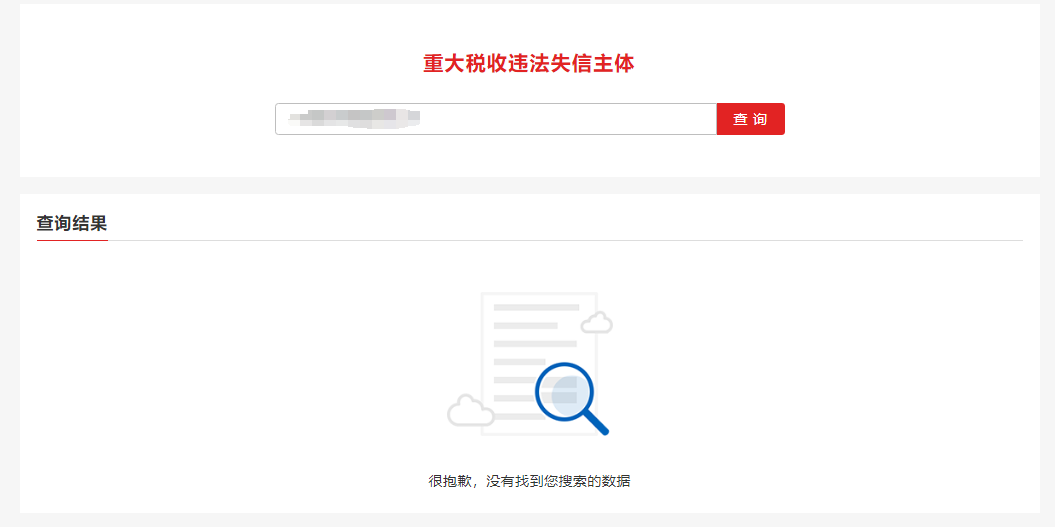 重大税收违法失信主体
查 询
查询结果
很抱歉，没有找到您搜索的数据